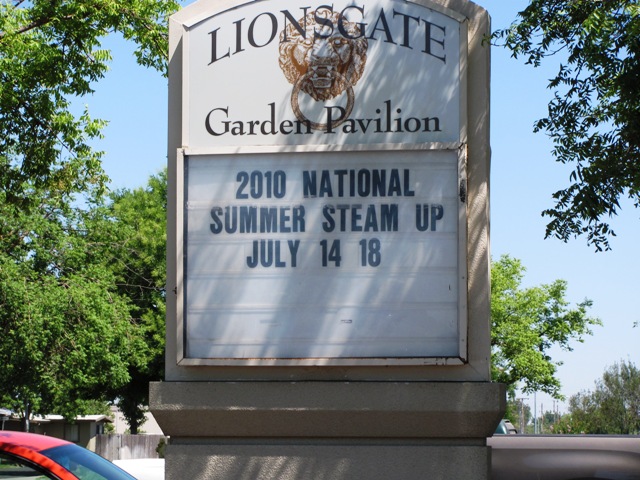 LIONSGATE
Garden Pavilion
2010 NATIONAL
SUMMER STEAM UP
JULY 14 18